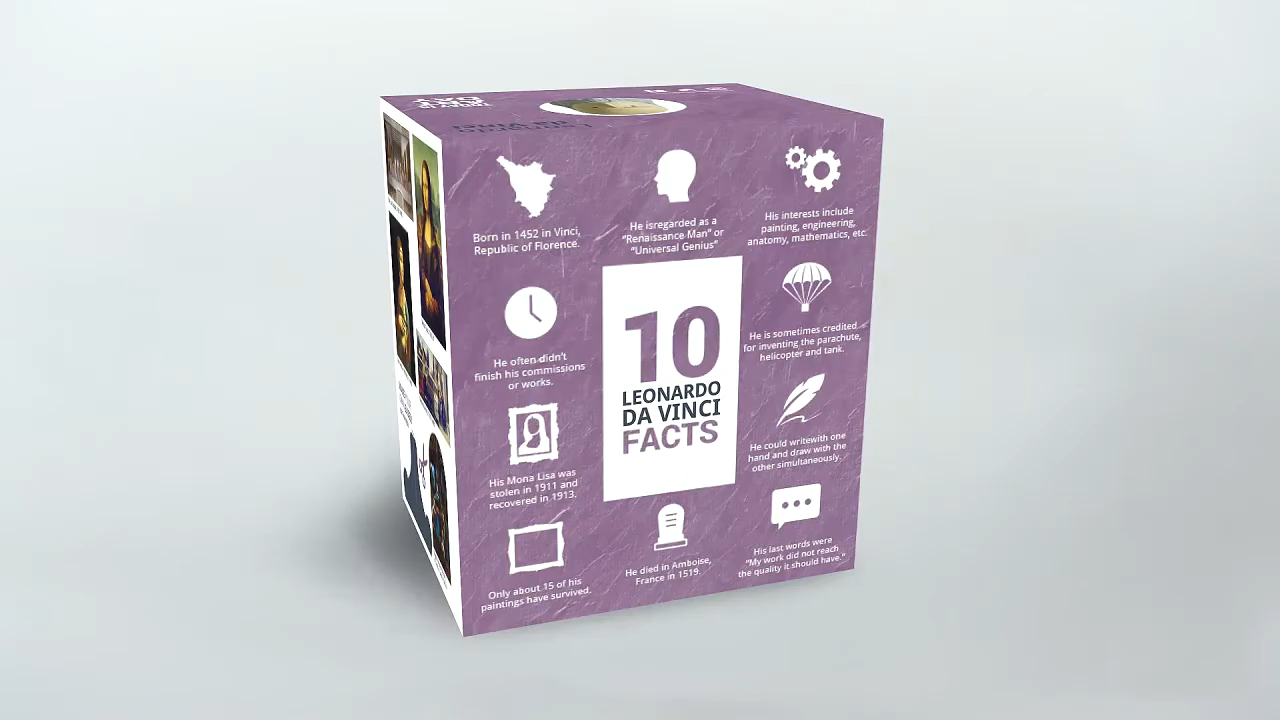 Leonardo
da Vinci
Born in 1452 in Vinci,
Republic of Florence.
He isregarded as a
“Renaissance Man” or
“Universal Genius”
His interests include
painting, engineering,
anatomy, mathematics, etc.
He often didn’t
finish his commissions
or works.
10
LEONARDO
DA VINCI
FACTS
He is sometimes credited
for inventing the parachute,
helicopter and tank.
His Mona Lisa was
stolen in 1911 and
recovered in 1913.
He could writewith one
hand and draw with the
other simultaneously.
Only about 15 of his
paintings have survived.
He died in Amboise,
France in 1519.
His last words were
“My work did not reach
the quality it should have.”